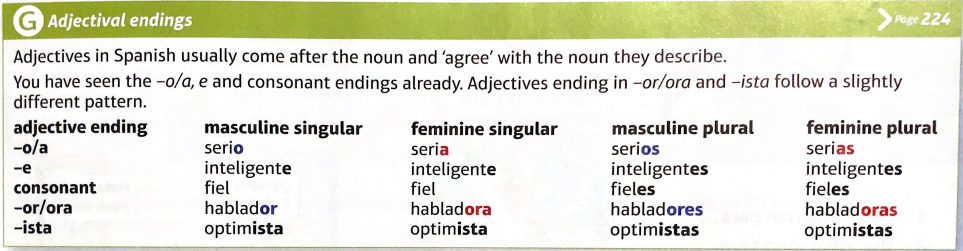 G Adjectival endings Page 224
Adjectives in Spanish usually come after the noun and ‘agree’ with the noun they describe.
You have seen the –o/a, e and consonant endings already. Adjectives ending in –or/ora and –ista follow a slightly
different pattern.
adjective ending masculine singular feminine singular masculine plural feminine plural
–o/a serio seria serios serias
–e inteligente inteligente inteligentes inteligentes
consonant fiel fiel fieles fieles
–or/ora hablador habladora habladores habladoras
–ista optimista optimista optimistas optimistas